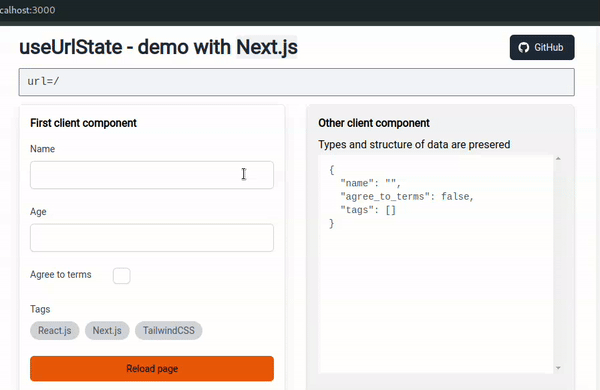 calhost:3000
useUrlState - demo with Next.js
GitHub
url=/
First client component
Name
Age
Agree to terms
Tags
React.js
Next.js
TailwindCSS
Reload page
Other client component
Types and structure of data are presered
{
"name": "",
"agree_to_terms": false,
"tags": []
}